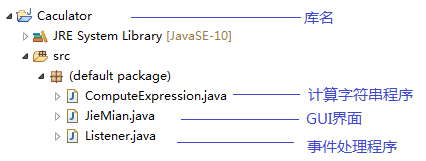 Caculator 库名
JRE System Library [JavaSE-10]
src
(default package)
ComputeExpression.java 计算字符串程序
JieMian.java GUI界面
Listener.java 事件处理程序